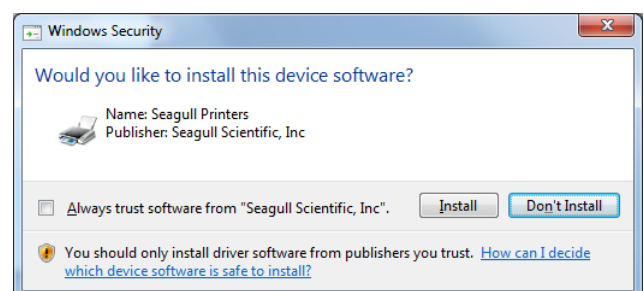 Windows Security
Would you like to install this device software?
Name: Seagull Printers
Publisher: Seagull Scientific, Inc
Always trust software from "Seagull Scientific, Inc".
Install
Don't Install
You should only install driver software from publishers you trust. How can I decide
which device software is safe to install?